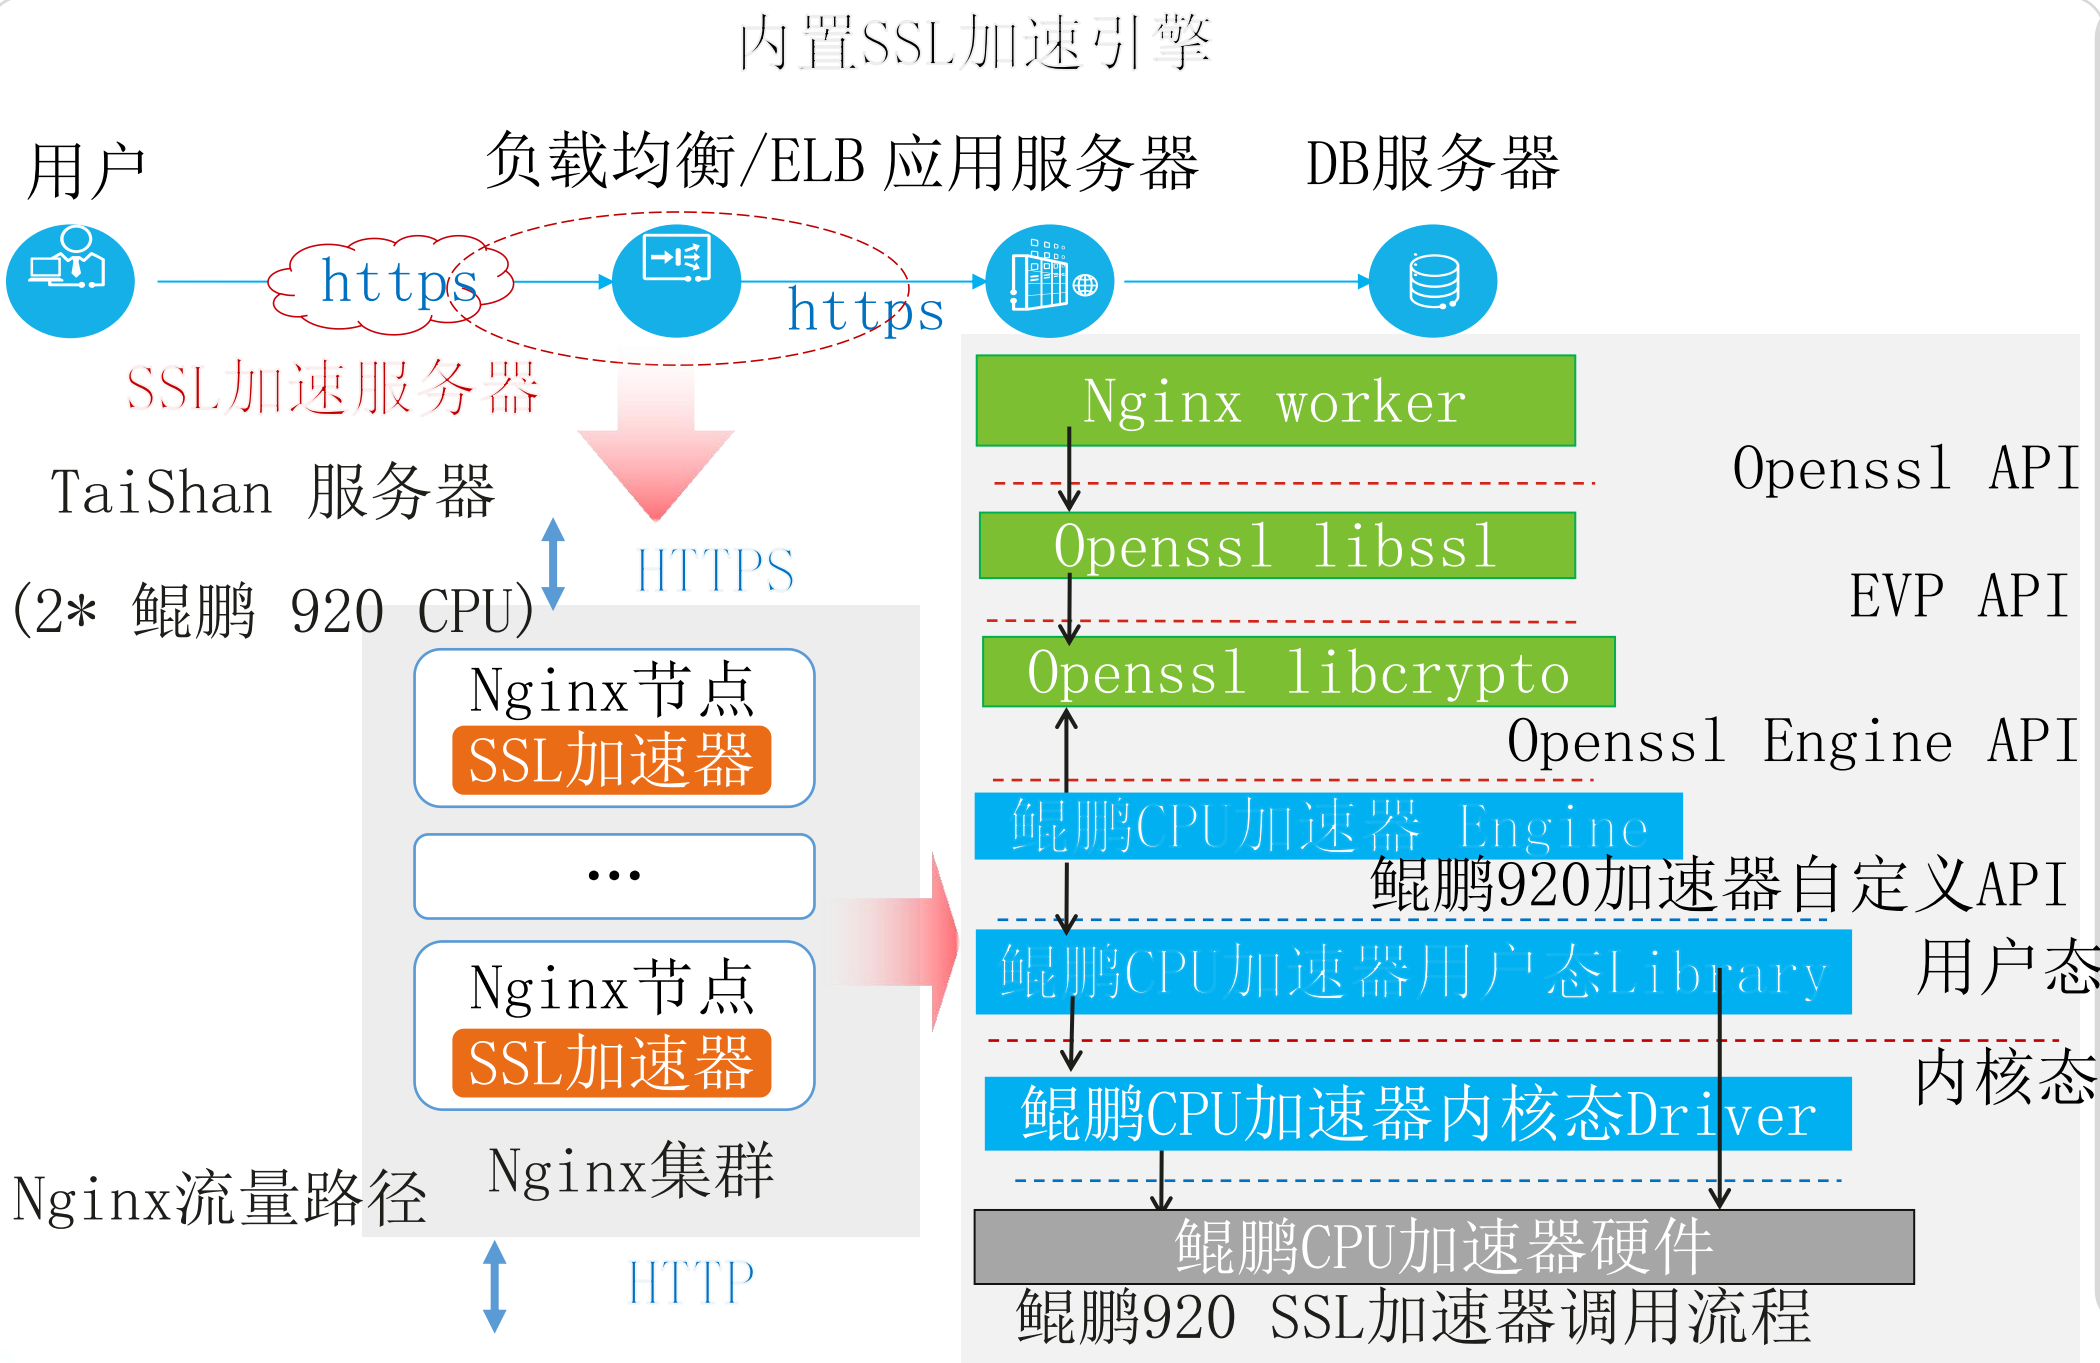 内置SSL加速引擎
用户
负载均衡/ELB
应用服务器
DB服务器
https
https
SSL加速服务器
TaiShan 服务器
(2* 鲲鹏 920 CPU)
HTTPS
Nginx节点
SSL加速器
...
Nginx节点
SSL加速器
Nginx集群
Nginx流量路径
HTTP
Nginx worker
Openssl API
Openssl libssl
EVP API
Openssl libcrypto
Openssl Engine API
鲲鹏CPU加速器 Engine
鲲鹏920加速器自定义API
鲲鹏CPU加速器用户态Library
用户态
内核态
鲲鹏CPU加速器内核态Driver
鲲鹏CPU加速器硬件
鲲鹏920 SSL加速器调用流程